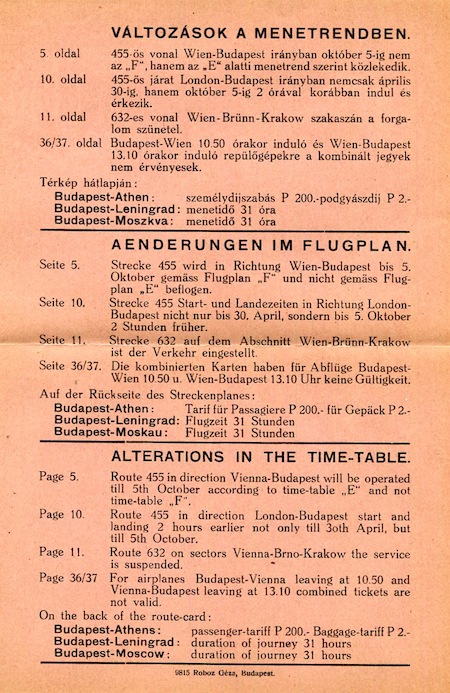 VÁLTOZÁSOK A MENETRENDBEN.
5. oldal 455-ös vonal Wien-Budapest irányban október 5-ig nem
az „F“, hanem az „E“ alatti menetrend szerint közlekedik.
10. oldal 455-ös járat London-Budapest irányban nemcsak április
30-ig, hanem október 5-ig 2 órával korábban indul és
érkezik.
11. oldal 632-es vonal Wien-Brünn-Krakow szakaszán a forga-
lom szünetel.
36/37. oldal Budapest-Wien 10.50 órakor induló és Wien-Budapest
13.10 órakor induló repülőgépekre a kombinált jegyek
nem érvényesek.
Térkép hátlapján:
Budapest-Athen: személydijszabás P 200.-podgyászdíj P 2.-
Budapest-Leningrad: menetidő 31 óra
Budapest-Moszkva: menetidő 31 óra
AENDERUNGEN IM FLUGPLAN.
Seite 5. Strecke 455 wird in Richtung Wien-Budapest bis 5.
Oktober gemäss Flugplan „F“ und nicht gemäss Flug-
plan „E“ beflogen.
Seite 10. Strecke 455 Start- und Landezeiten in Richtung London-
Budapest nicht nur bis 30. April, sondern bis 5. Oktober
2 Stunden früher.
Seite 11. Strecke 632 auf dem Abschnitt Wien-Brünn-Krakow
ist der Verkehr eingestellt.
Seite 36/37. Die kombinierten Karten haben für Abflüge Budapest-
Wien 10.50 u. Wien-Budapest 13.10 Uhr keine Gültigkeit.
Auf der Rückseite des Streckenplanes:
Budapest-Athen: Tarif für Passagiere P 200.- für Gepäck P 2.-
Budapest-Leningrad: Flugzeit 31 Stunden
Budapest-Moskau: Flugzeit 31 Stunden
ALTERATIONS IN THE TIME-TABLE.
Page 5. Route 455 in direction Vienna-Budapest will be operated
till 5th October according to time-table „E“ and not
time-table „F“.
Page 10. Route 455 in direction London-Budapest start and
landing 2 hours earlier not only till 3oth April, but
till 5th October.
Page 11. Route 632 on sectors Vienna-Brno-Krakow the service
is suspended.
Page 36/37 For airplanes Budapest-Vienna leaving at 10.50 and
Vienna-Budapest leaving at 13.10 combined tickets are
not valid.
On the back of the route-card:
Budapest-Athens: passenger-tariff P 200.- Baggage-tariff P 2.-
Budapest-Leningrad: duration of journey 31 hours
Budapest-Moscow: duration of journey 31 hours
9815 Roboz Géza, Budapest.